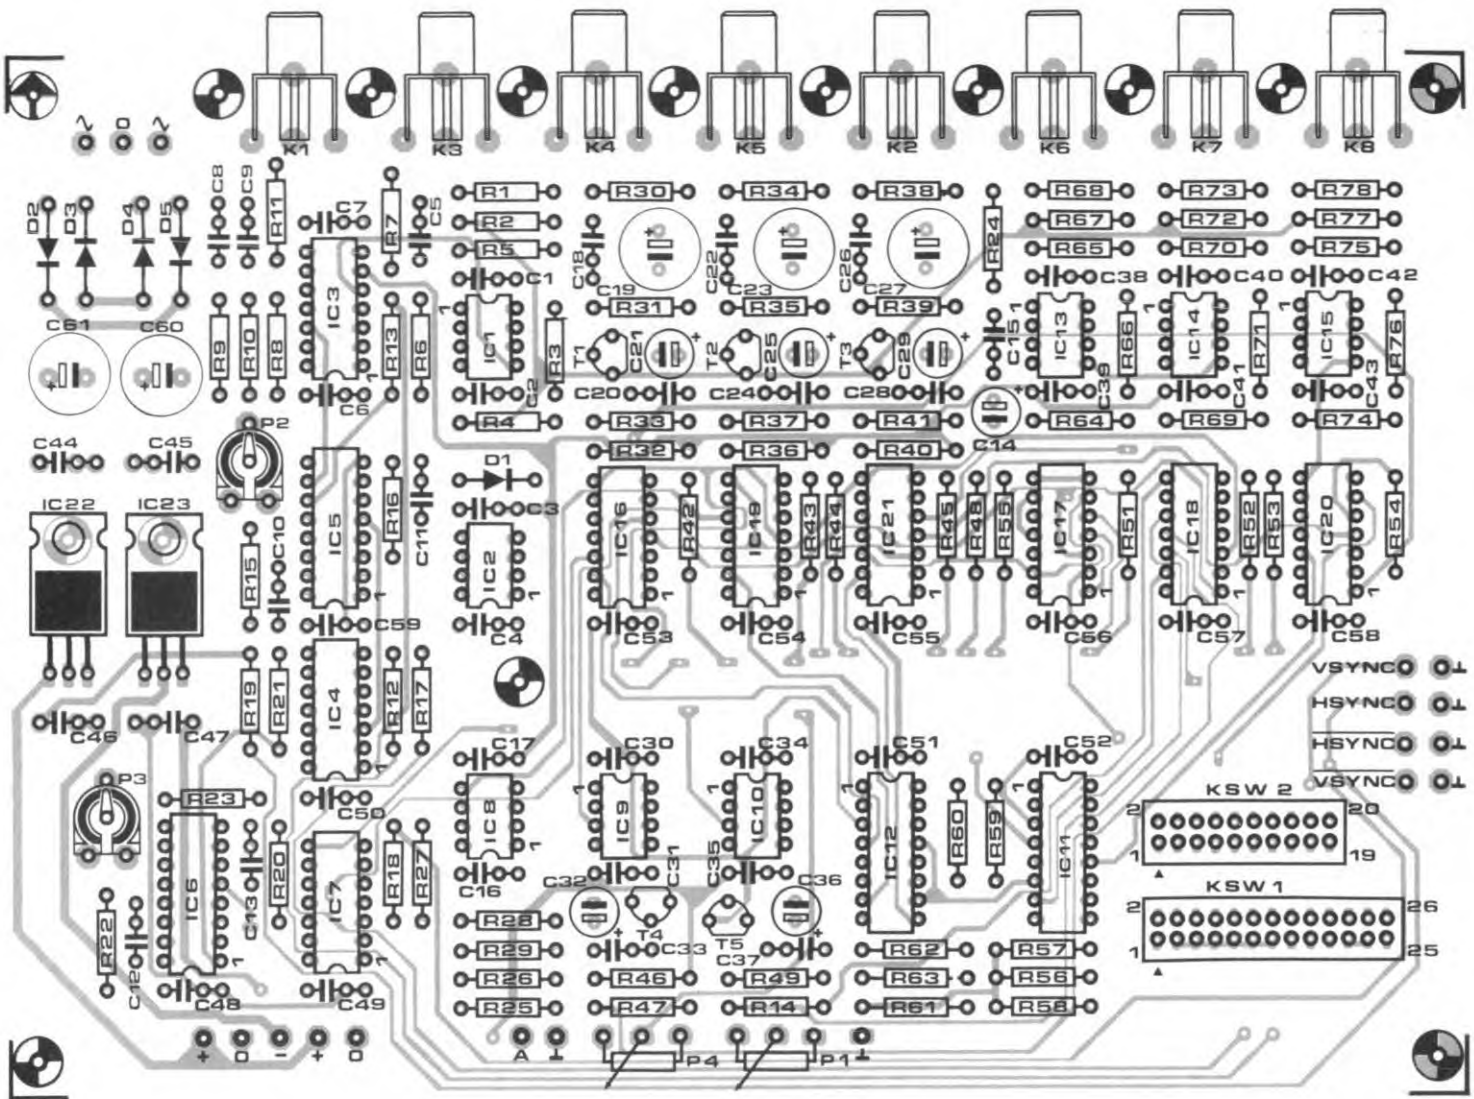 K1 K3 K4 K5 K2 K6 K7 K8
~ O ~
D2 D3 D4 D5
C8 C9 R11 C7 R7 C5
R1 R30 R34 R38 R68 R73 R78
R2 R67 R72 R77
R5 R65 R70 R75
C18 C22 C26 R24
C1 C19 C23 C27 C38 C40 C42
R31 R35 R39
C61 C60
R9 R10 R8 IC3 R13 R6 IC1 R3
T1 C21 T2 C25 T3 C29 C15
IC13 R66 IC14 R71 IC15 R76
C6 C2 C20 C24 C28 C39 C41 C43
P2
R4 R33 R37 R41 C14 R64 R69 R74
R32 R36 R40
C44 C45
IC22 IC23
D1
C3
R15 C10 IC5 R16 C11 IC2
IC16 R42 IC19 R43 R44 IC21 R45 R48 R55 IC17 R51 IC18 R52 R53 IC20 R54
C59 C4 C53 C54 C55 C56 C57 C58
VSYNC ⊥
HSYNC ⊥
HSYNC ⊥
VSYNC ⊥
R19 R21 IC4 R12 R17
C46 C47
C17 C30 C34 C51 C52
P3
R23 C50
IC8 IC9 IC10 IC12 R60 R59 IC11
KSW 2
2 20
1 19
KSW 1
2 26
1 25
IC6 C13 R20 IC7 R18 R27
C16 C31 C35
C32 C36
R22 C12
T4 C33 T5 C37
R28
R29 R62 R57
R26 R46 R49 R63 R56
R25 R47 R14 R61 R58
C48 C49
+ O - + O A ⊥ P4 P1 ⊥